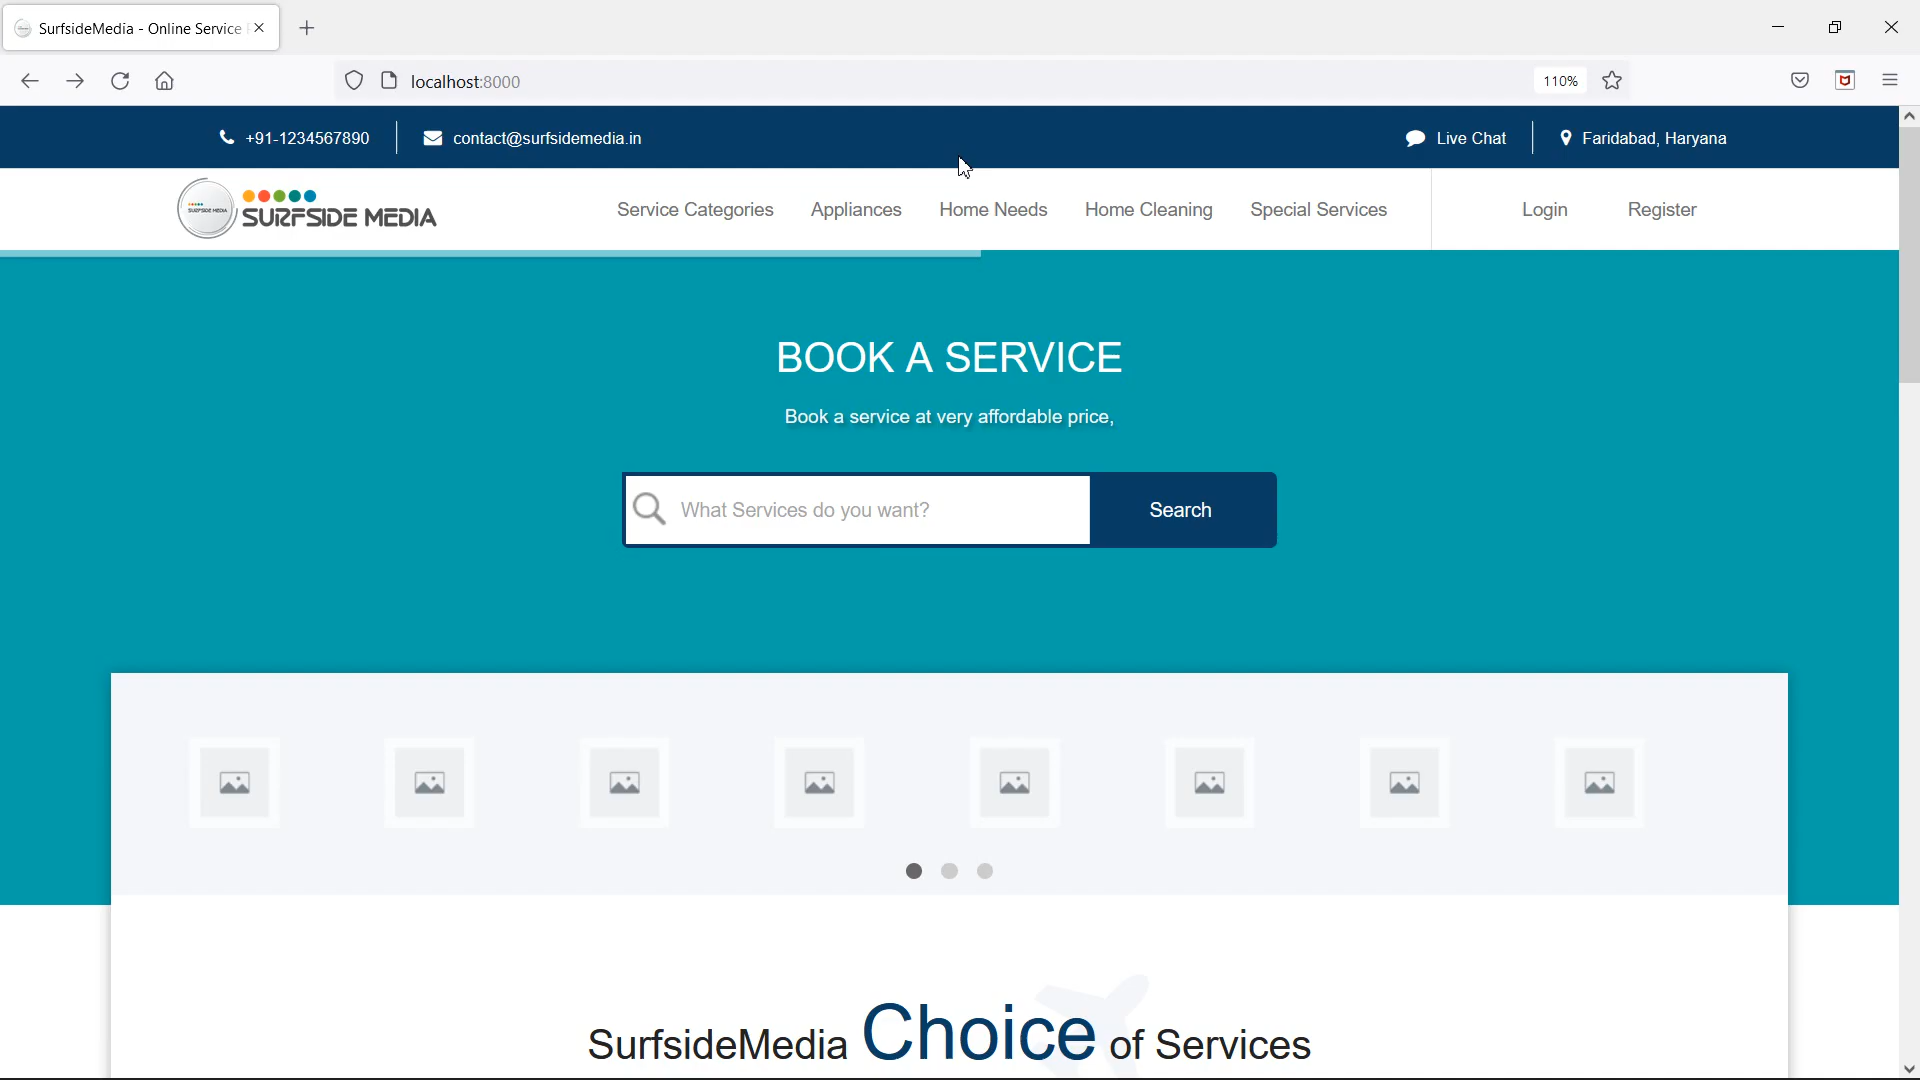 SurfsideMedia - Online Service
localhost:8000
110%
+91-1234567890
contact@surfsidemedia.in
Live Chat
Faridabad, Haryana
SURFSIDE MEDIA
SURFSIDE MEDIA
Service Categories
Appliances
Home Needs
Home Cleaning
Special Services
Login
Register
BOOK A SERVICE
Book a service at very affordable price,
What Services do you want?
Search
SurfsideMedia Choice of Services